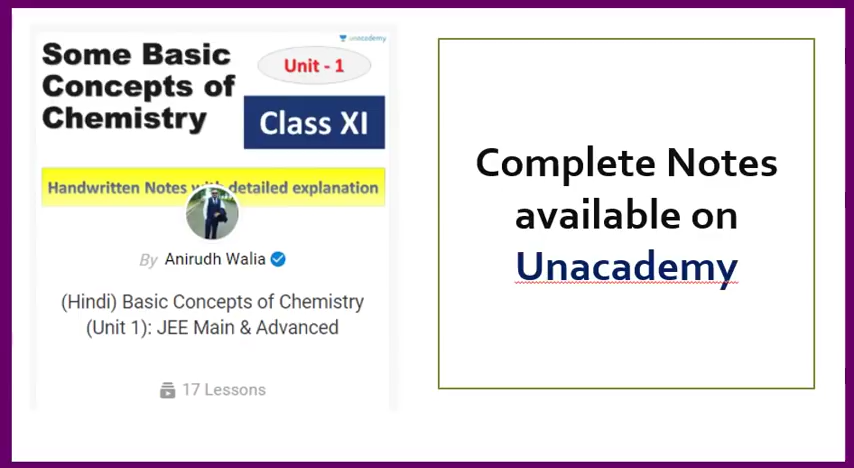 unacademy
Some Basic
Concepts of
Chemistry
Unit - 1
Class XI
Handwritten Notes with detailed explanation
By Anirudh Walia
(Hindi) Basic Concepts of Chemistry
(Unit 1): JEE Main & Advanced
17 Lessons
Complete Notes
available on
Unacademy